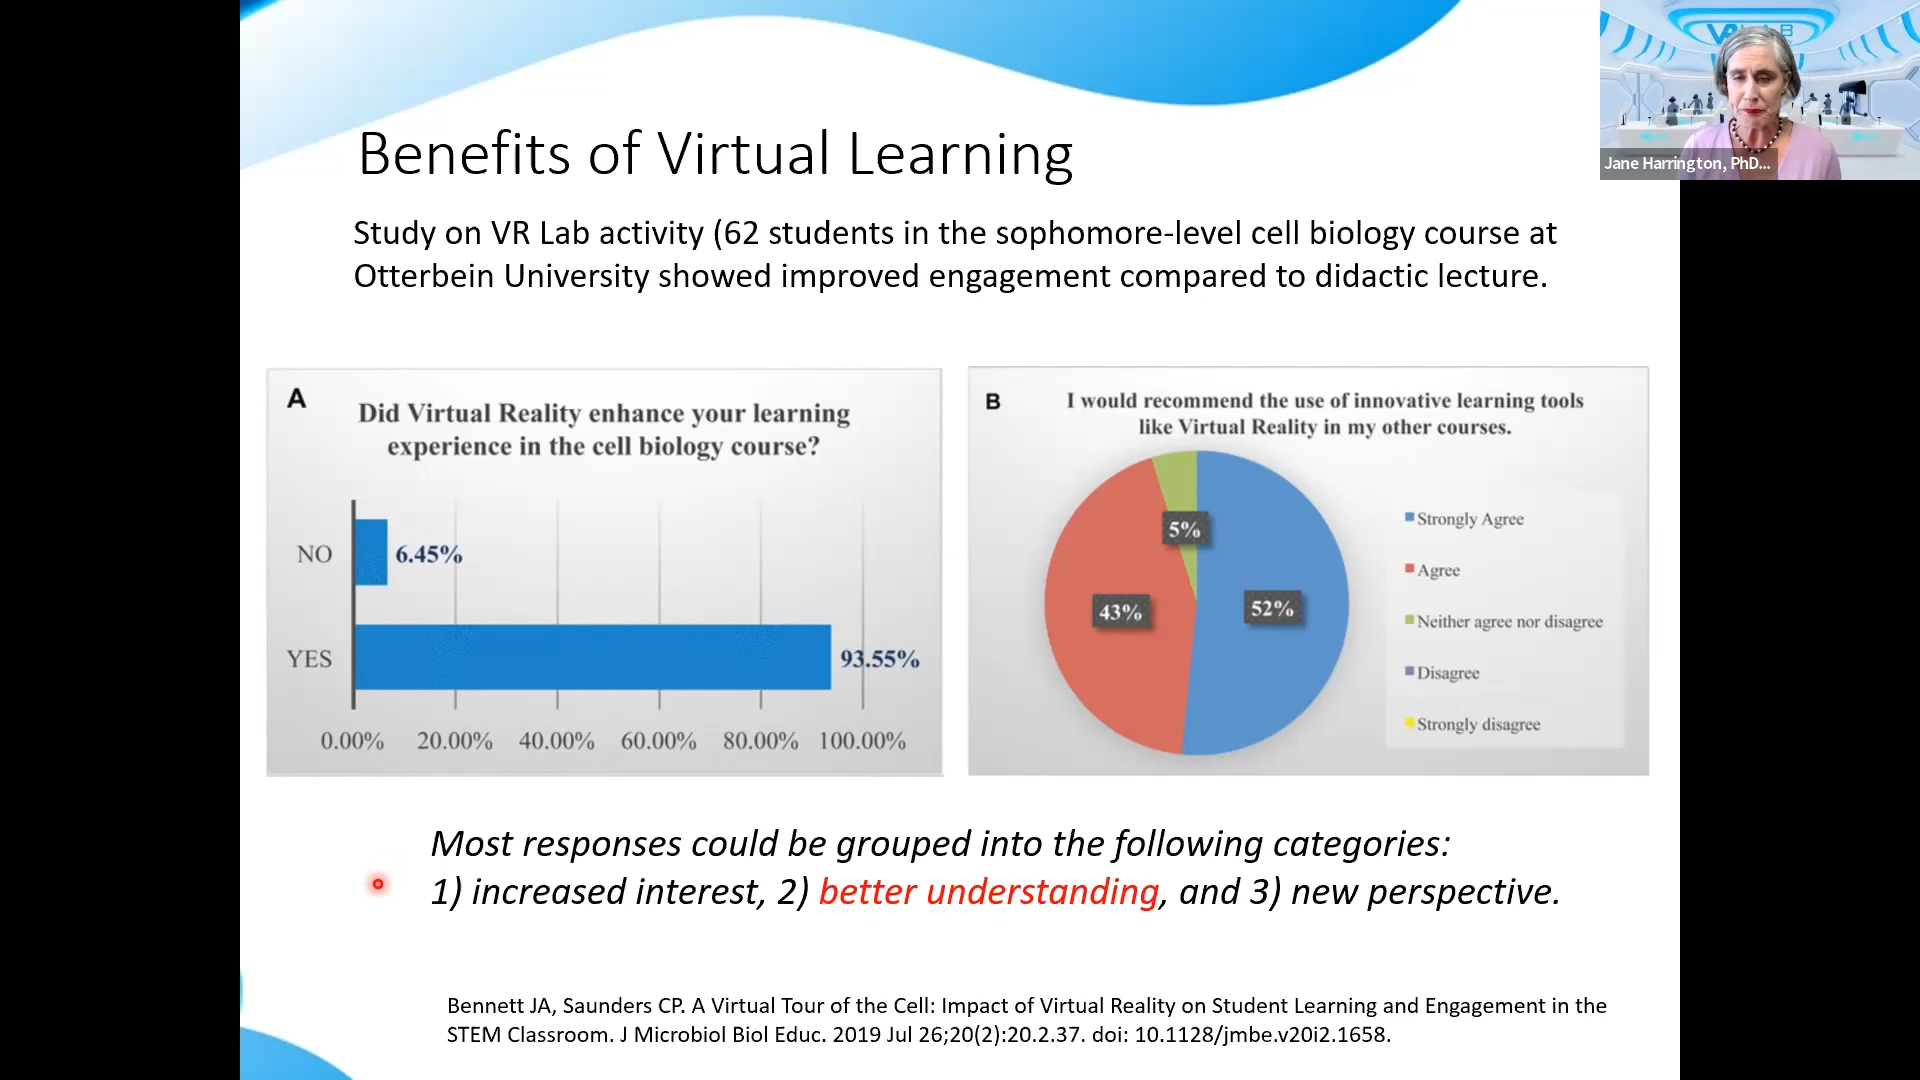 Benefits of Virtual Learning
Jane Harrington, PhD...
Study on VR Lab activity (62 students in the sophomore-level cell biology course at
Otterbein University showed improved engagement compared to didactic lecture.
A
Did Virtual Reality enhance your learning
experience in the cell biology course?
NO
6.45%
YES
93.55%
0.00% 20.00% 40.00% 60.00% 80.00% 100.00%
B
I would recommend the use of innovative learning tools
like Virtual Reality in my other courses.
5%
43%
52%
Strongly Agree
Agree
Neither agree nor disagree
Disagree
Strongly disagree
Most responses could be grouped into the following categories:
1) increased interest, 2) better understanding, and 3) new perspective.
Bennett JA, Saunders CP. A Virtual Tour of the Cell: Impact of Virtual Reality on Student Learning and Engagement in the
STEM Classroom. J Microbiol Biol Educ. 2019 Jul 26;20(2):20.2.37. doi: 10.1128/jmbe.v20i2.1658.